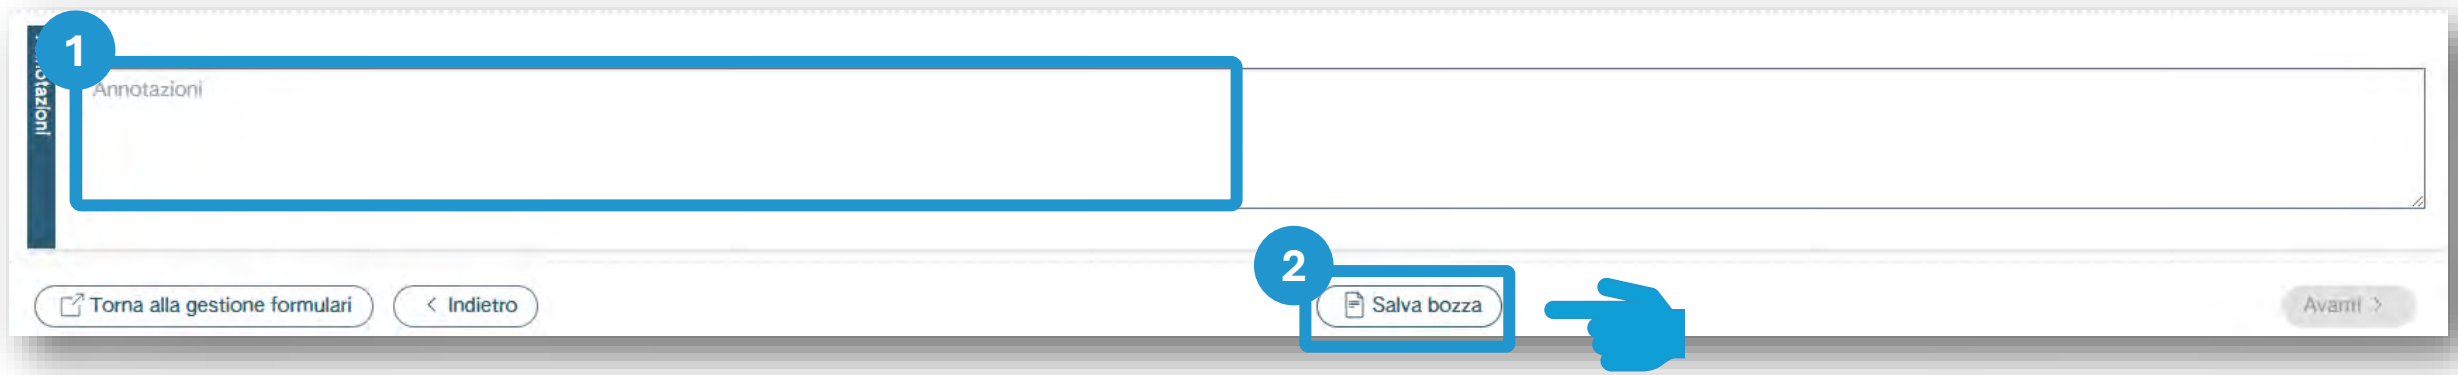 1
Annotazioni
2
Torna alla gestione formulari
< Indietro
Salva bozza
Avanti >